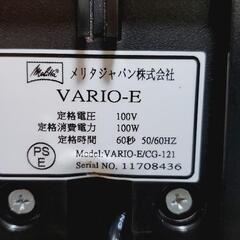 Melitta メリタジャパン株式会社
VARIO-E
定格電圧 100V
定格消費電力 100W
定格時間 60秒 50/60HZ
Model:VARIO-E/CG-121
Serial NO. 11708436
PS
E